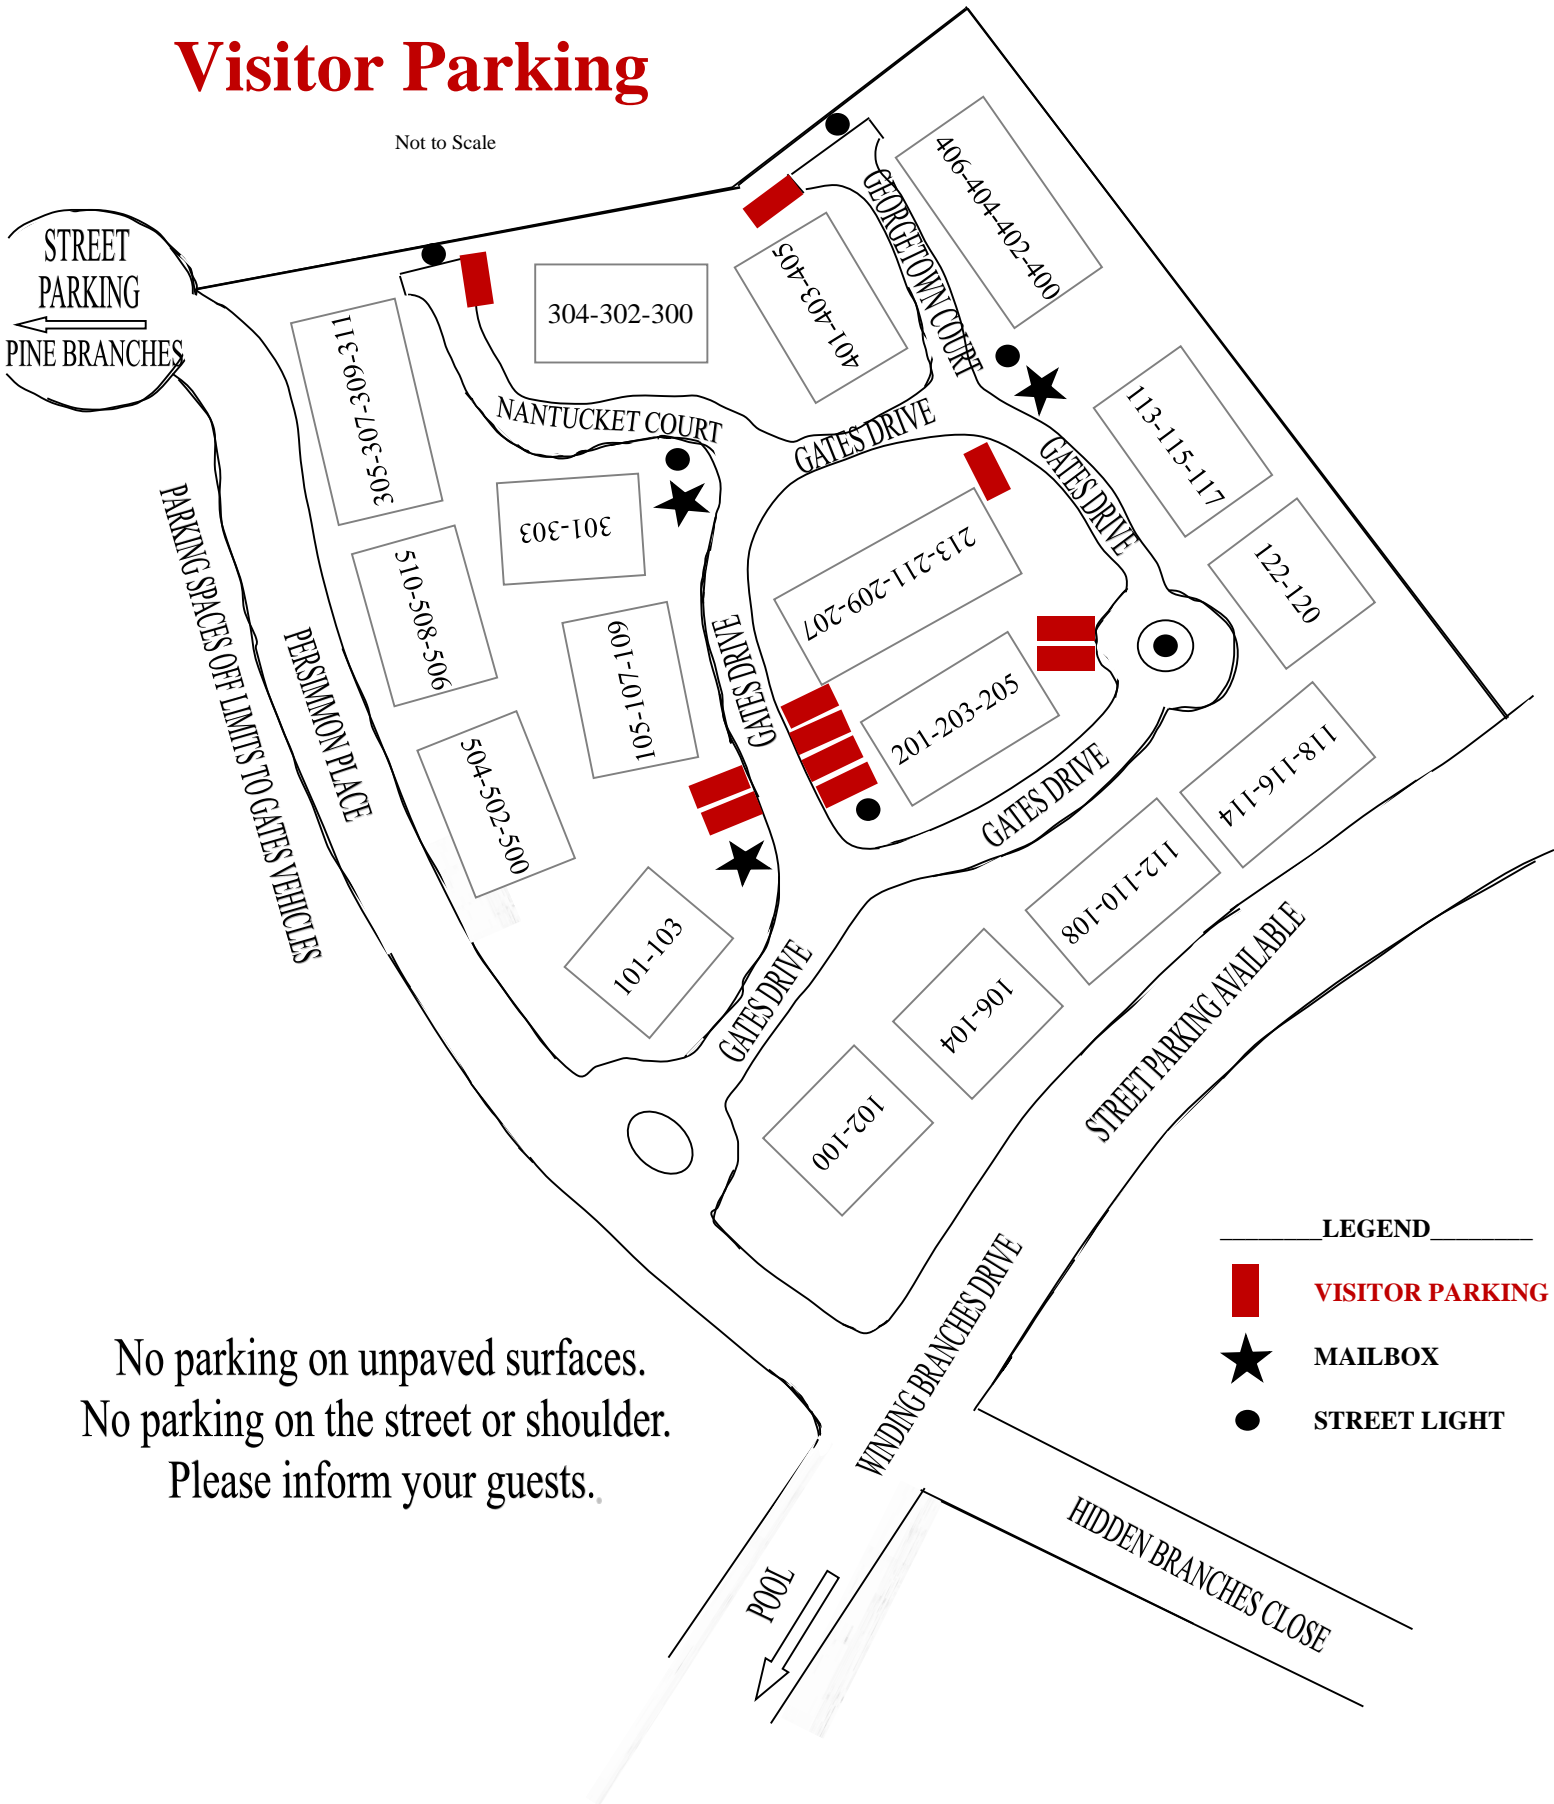 Visitor Parking
Not to Scale
STREET
PARKING
PINE BRANCHES
406-404-402-400
GEORGETOWN COURT
401-403-405
304-302-300
305-307-309-311
NANTUCKET COURT
GATES DRIVE
GATES DRIVE
113-115-117
301-303
213-211-209-207
122-120
510-508-506
105-107-109
GATES DRIVE
201-203-205
PARKING SPACES OFF LIMITS TO GATES VEHICLES
PERSIMMON PLACE
504-502-500
GATES DRIVE
118-116-114
112-110-108
101-103
GATES DRIVE
106-104
102-100
STREET PARKING AVAILABLE
WINDING BRANCHES DRIVE
LEGEND
VISITOR PARKING
MAILBOX
STREET LIGHT
No parking on unpaved surfaces.
No parking on the street or shoulder.
Please inform your guests.
HIDDEN BRANCHES CLOSE
POOL